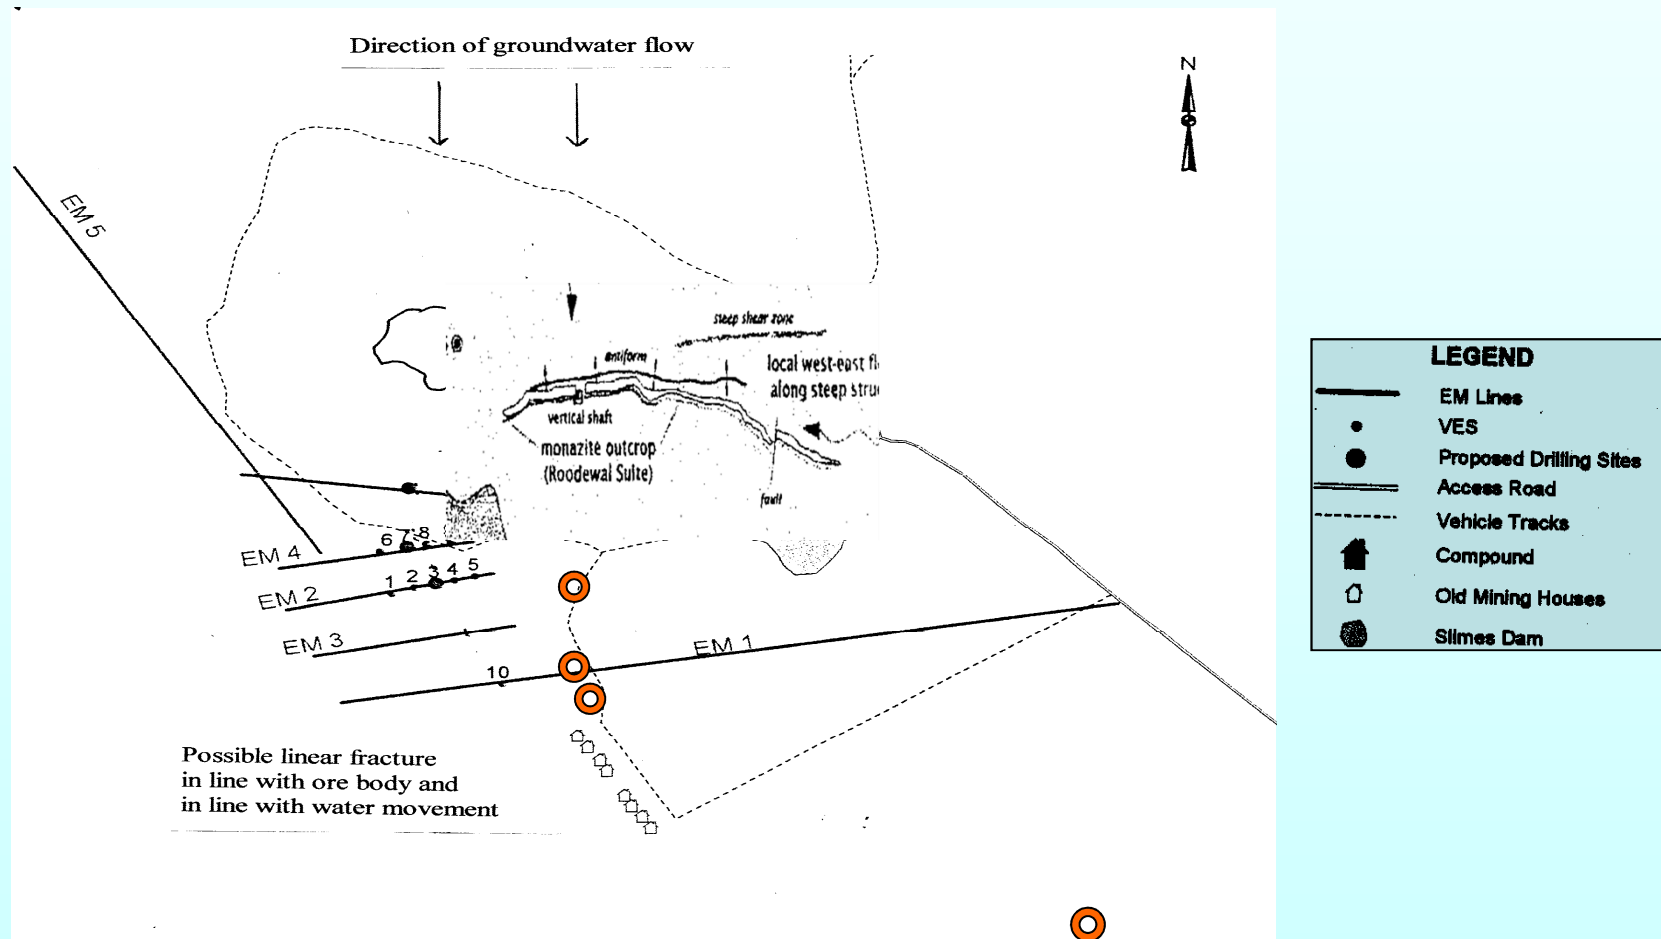 Direction of groundwater flow
N
EM 5
steep shear zone
antiform
local west-east fl
along steep stru
vertical shaft
monazite outcrop
(Roodewal Suite)
fault
6 7 8
EM 4
1 2 3 4 5
EM 2
EM 3
EM 1
10
Possible linear fracture
in line with ore body and
in line with water movement
LEGEND
EM Lines
VES
Proposed Drilling Sites
Access Road
Vehicle Tracks
Compound
Old Mining Houses
Slimes Dam